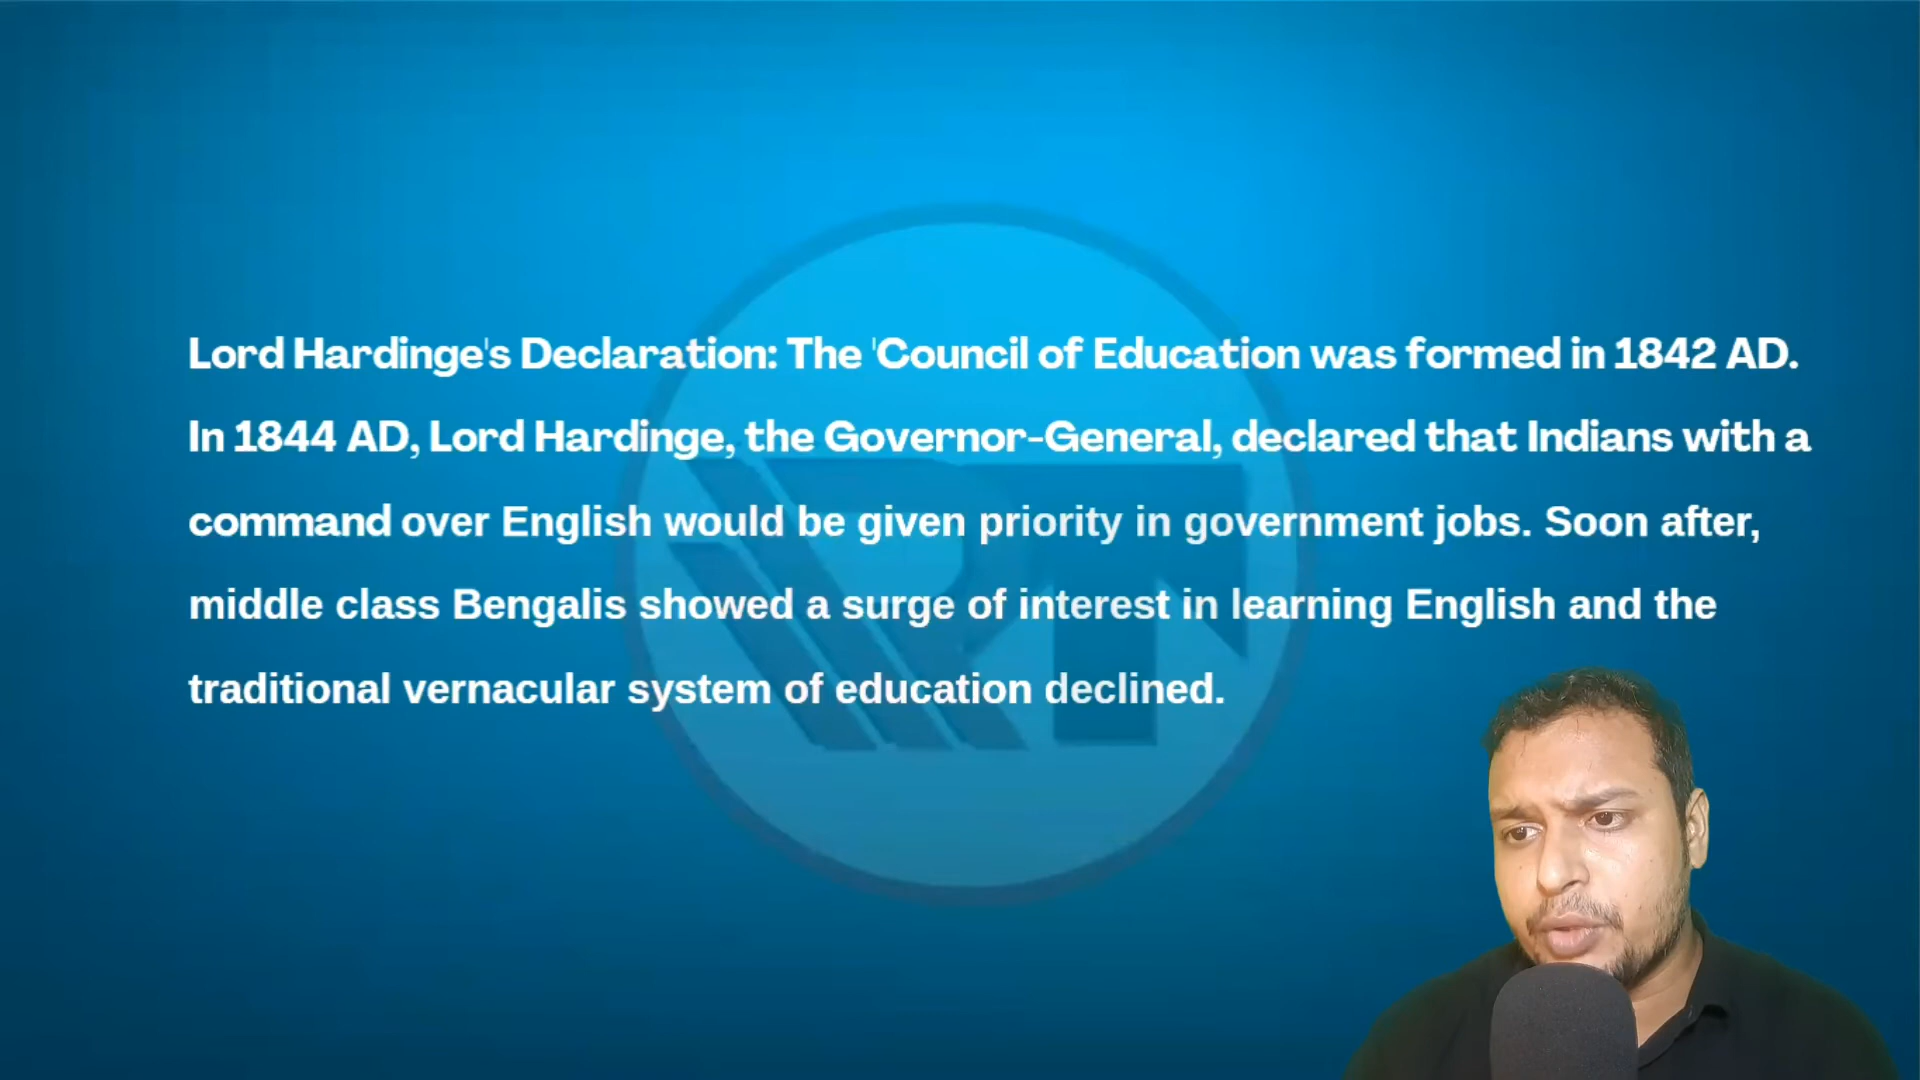 Lord Hardinge's Declaration: The 'Council of Education was formed in 1842 AD.
In 1844 AD, Lord Hardinge, the Governor-General, declared that Indians with a
command over English would be given priority in government jobs. Soon after,
middle class Bengalis showed a surge of interest in learning English and the
traditional vernacular system of education declined.